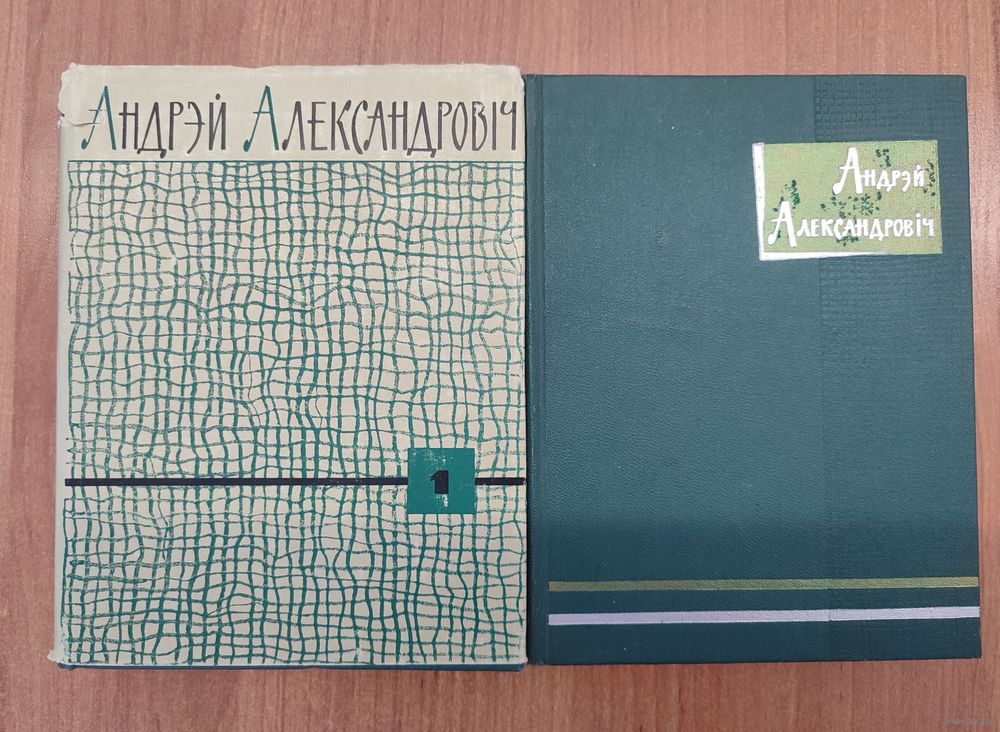 Андрэй Александровіч
1
Андрэй
Александровіч